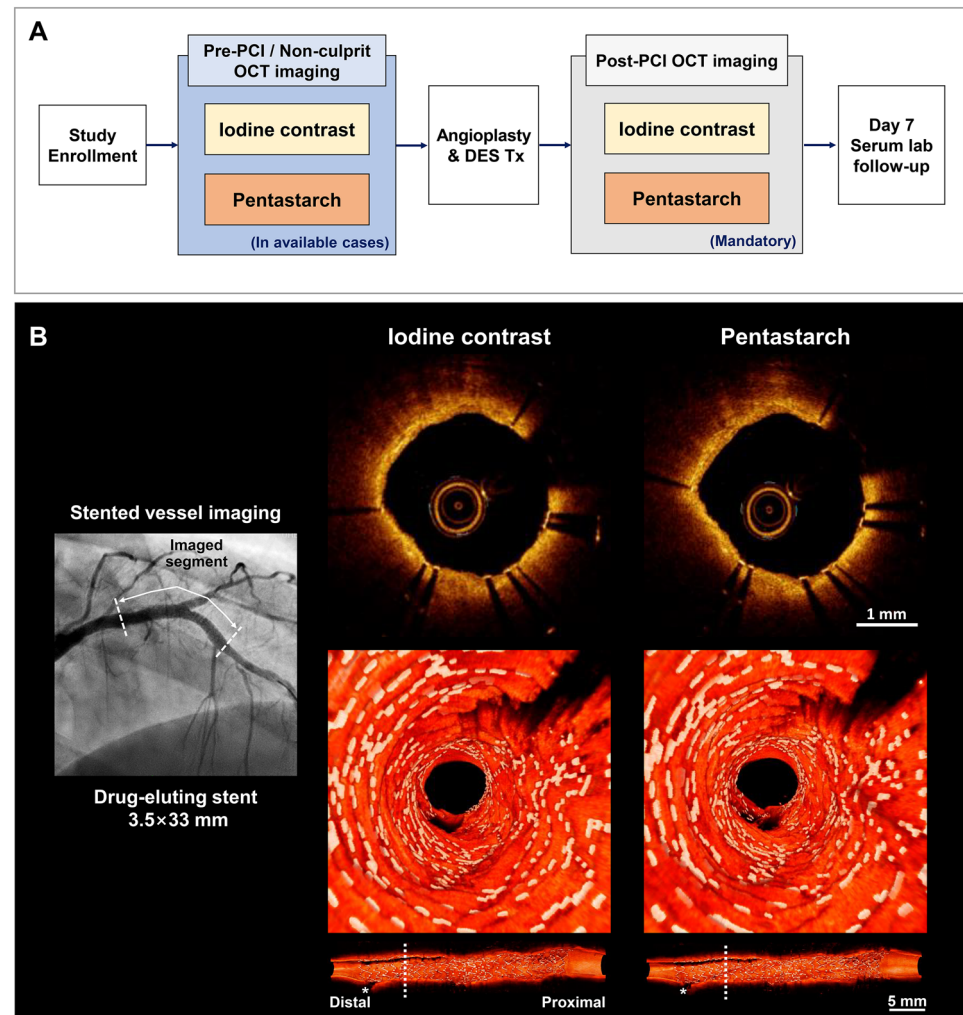 A
Pre-PCI / Non-culprit
OCT imaging
Post-PCI OCT imaging
Study
Enrollment
Iodine contrast
Pentastarch
(In available cases)
Angioplasty
& DES Tx
Iodine contrast
Pentastarch
(Mandatory)
Day 7
Serum lab
follow-up
B
Iodine contrast
Pentastarch
Stented vessel imaging
Imaged
segment
Drug-eluting stent
3.5×33 mm
1 mm
*
Distal
Proximal
*
5 mm